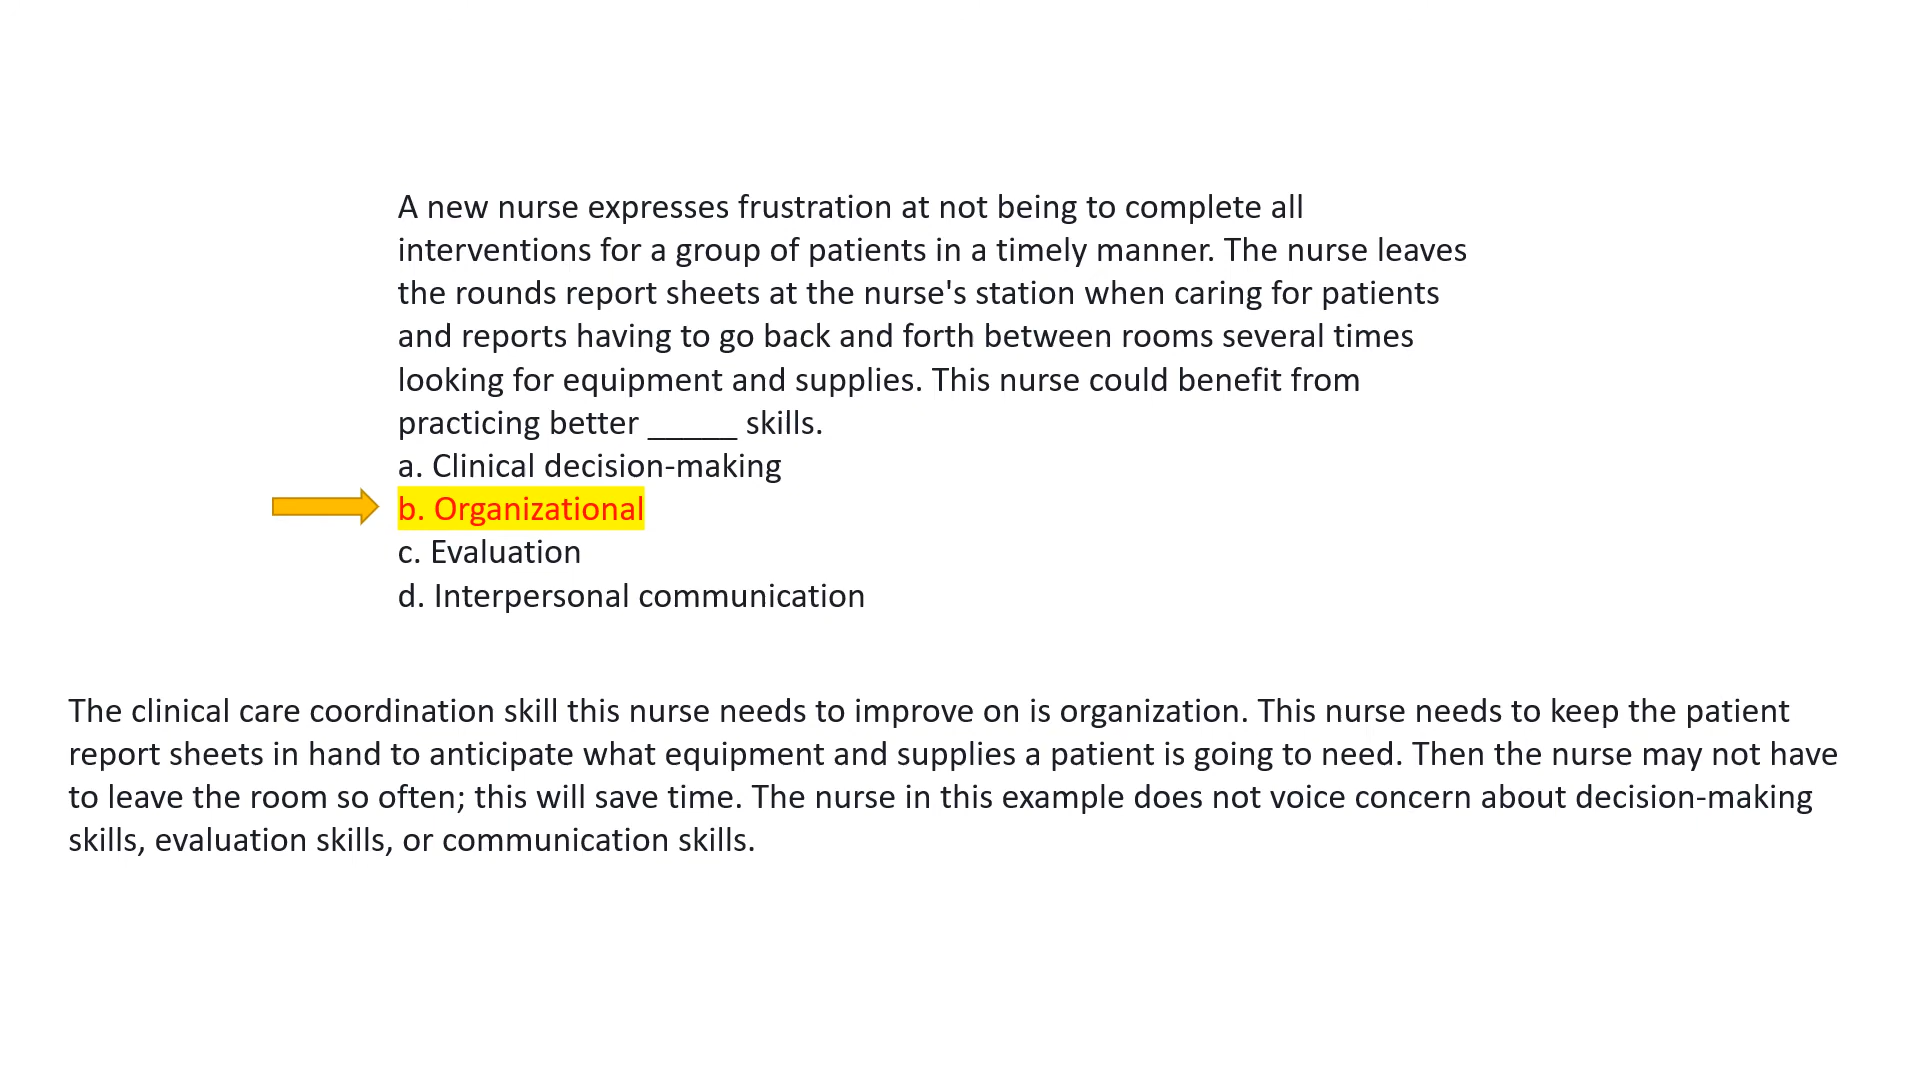 A new nurse expresses frustration at not being to complete all
interventions for a group of patients in a timely manner. The nurse leaves
the rounds report sheets at the nurse's station when caring for patients
and reports having to go back and forth between rooms several times
looking for equipment and supplies. This nurse could benefit from
practicing better _____ skills.
a. Clinical decision-making
b. Organizational
c. Evaluation
d. Interpersonal communication
The clinical care coordination skill this nurse needs to improve on is organization. This nurse needs to keep the patient
report sheets in hand to anticipate what equipment and supplies a patient is going to need. Then the nurse may not have
to leave the room so often; this will save time. The nurse in this example does not voice concern about decision-making
skills, evaluation skills, or communication skills.